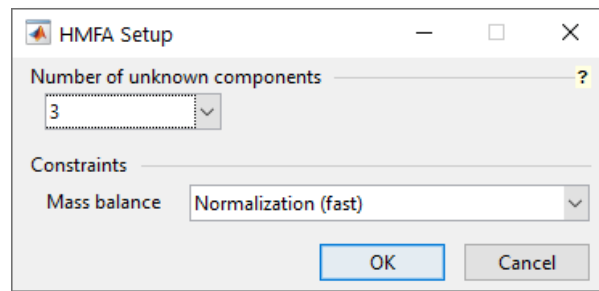 HMFA Setup
Number of unknown components
?
3
Constraints
Mass balance Normalization (fast)
OK Cancel